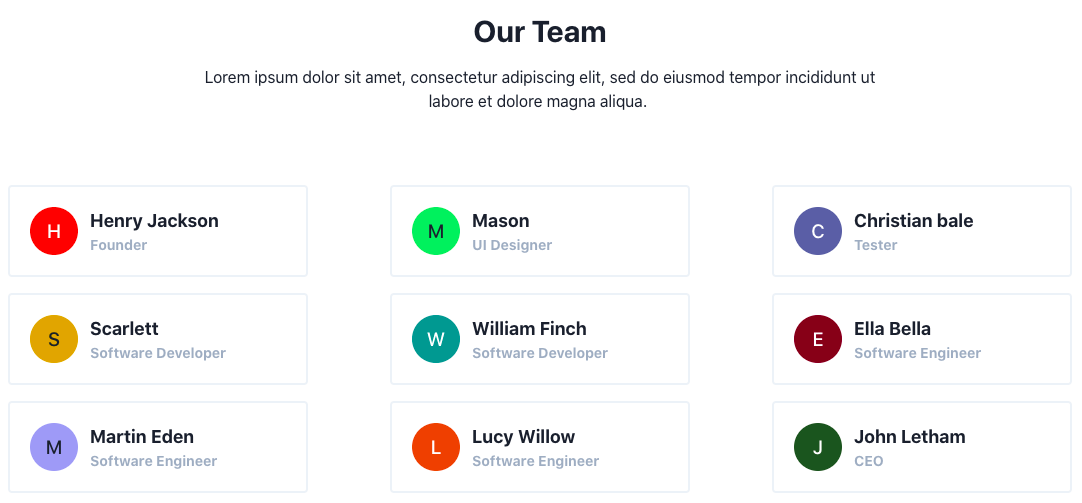 Our Team
Lorem ipsum dolor sit amet, consectetur adipiscing elit, sed do eiusmod tempor incididunt ut
labore et dolore magna aliqua.
H
Henry Jackson
Founder
M
Mason
UI Designer
C
Christian bale
Tester
S
Scarlett
Software Developer
W
William Finch
Software Developer
E
Ella Bella
Software Engineer
M
Martin Eden
Software Engineer
L
Lucy Willow
Software Engineer
J
John Letham
CEO